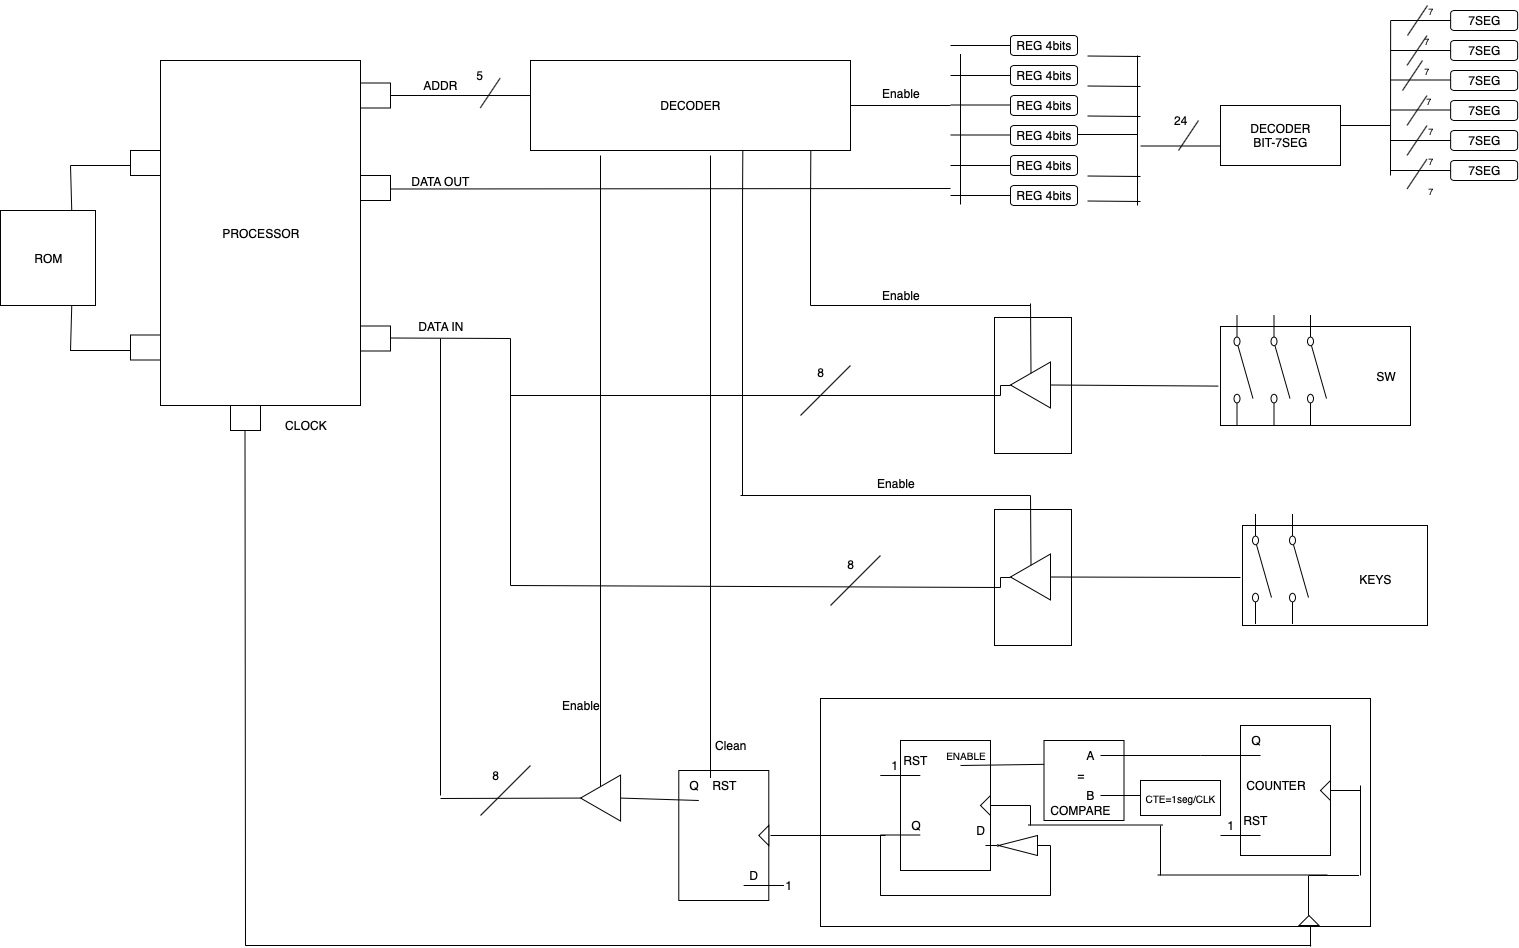 7
7SEG
7
7SEG
7
7SEG
7
7SEG
7
7SEG
7
7SEG
7
REG 4bits
REG 4bits
REG 4bits
REG 4bits
REG 4bits
REG 4bits
24
DECODER
BIT-7SEG
5
ADDR
DECODER
Enable
DATA OUT
PROCESSOR
ROM
DATA IN
CLOCK
Enable
8
SW
Enable
8
KEYS
Enable
Clean
8
Q
RST
D
1
1
RST
ENABLE
Q
D
A
=
B
COMPARE
CTE=1seg/CLK
Q
COUNTER
1
RST